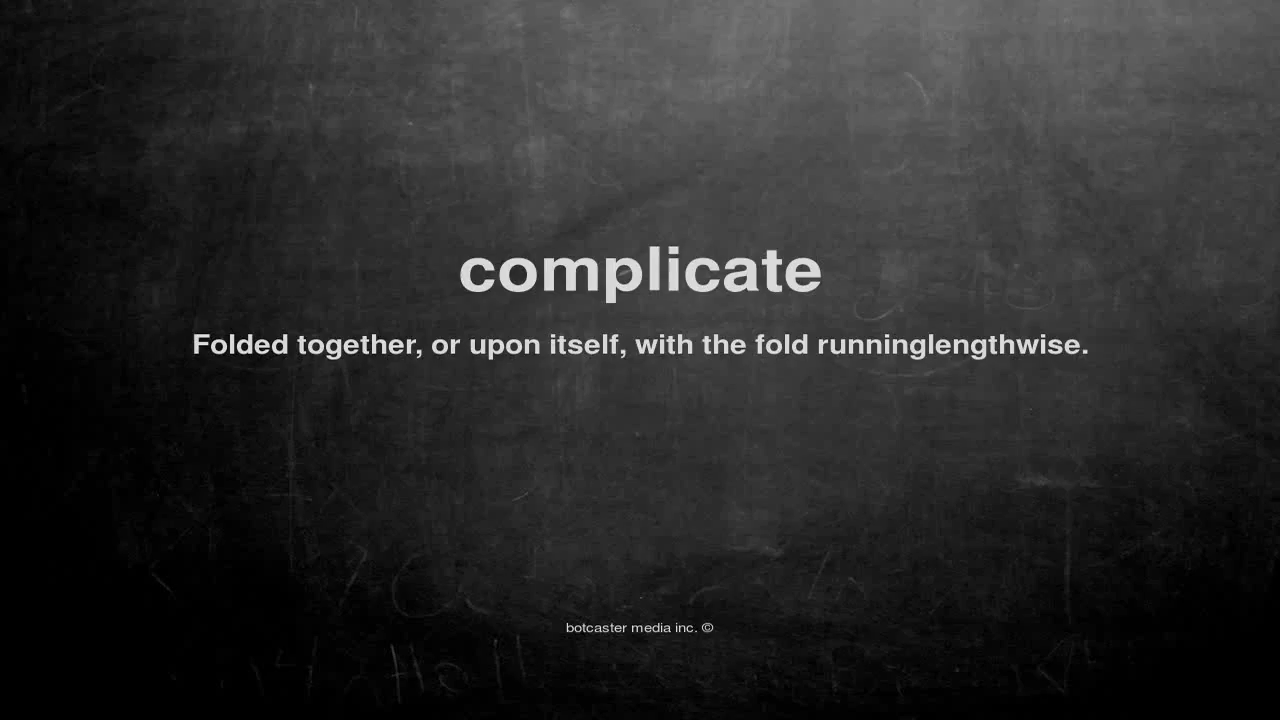 complicate
Folded together, or upon itself, with the fold runninglengthwise.
botcaster media inc. ©